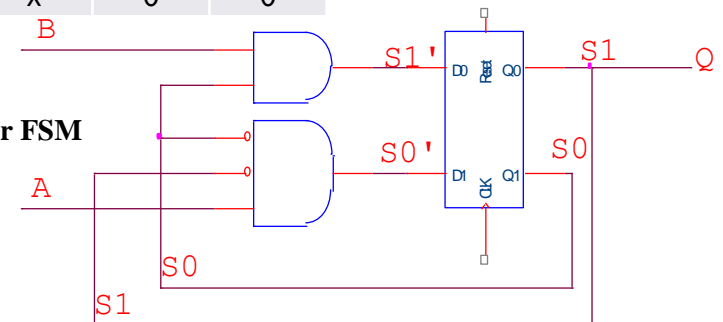 0 0
B
S1' D0 Reset Q0 S1 Q
r FSM
S0' D1 CLK Q1 S0
A
S0
S1